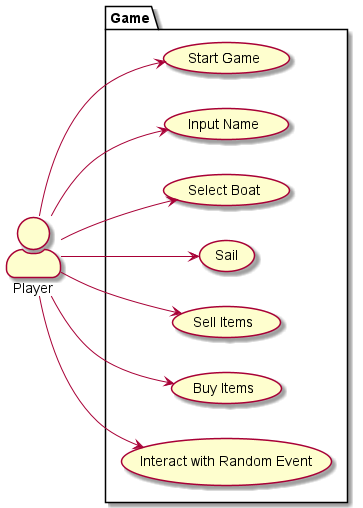 Game
Start Game
Input Name
Select Boat
Sail
Player
Sell Items
Buy Items
Interact with Random Event